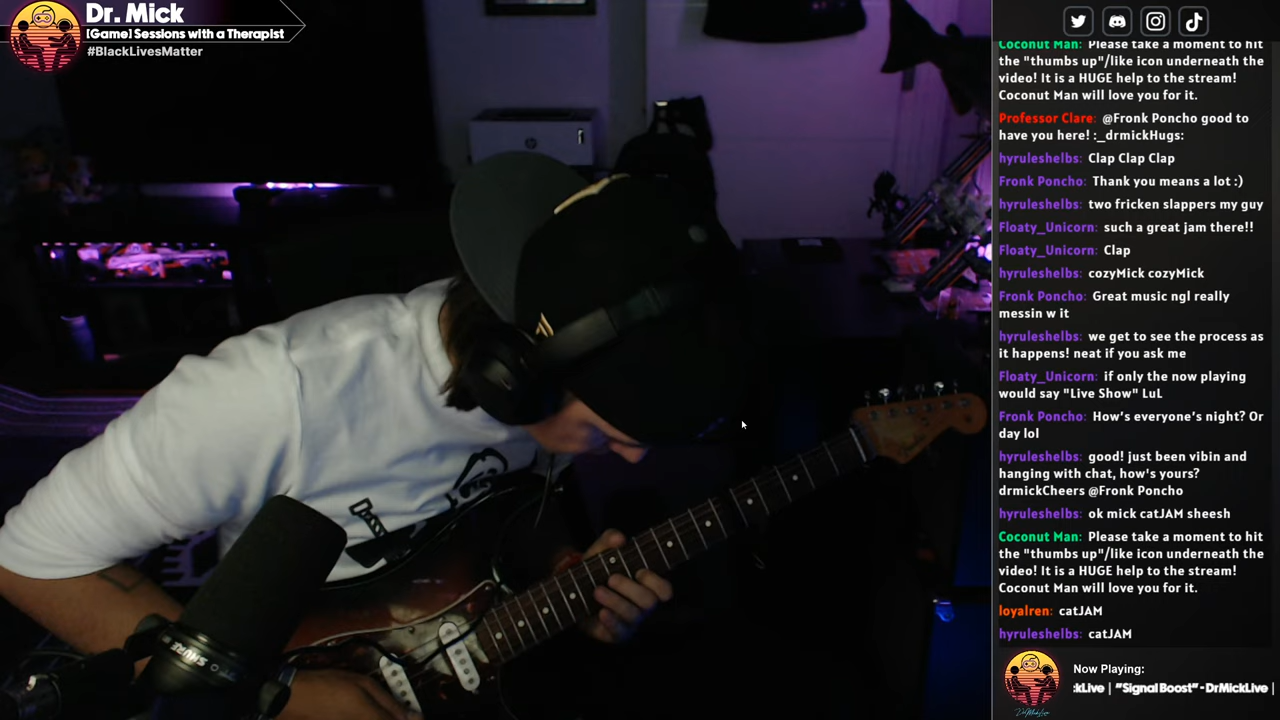 Dr. Mick
[Game] Sessions with a Therapist
#BlackLivesMatter
Coconut Man: Please take a moment to hit
the "thumbs up"/like icon underneath the
video! It is a HUGE help to the stream!
Coconut Man will love you for it.
Professor Clare: @Fronk Poncho good to
have you here! :_drmickHugs:
hyruleshelbs: Clap Clap Clap
Fronk Poncho: Thank you means a lot :)
hyruleshelbs: two fricken slappers my guy
Floaty_Unicorn: such a great jam there!!
Floaty_Unicorn: Clap
hyruleshelbs: cozyMick cozyMick
Fronk Poncho: Great music ngl really
messin w it
hyruleshelbs: we get to see the process as
it happens! neat if you ask me
Floaty_Unicorn: if only the now playing
would say "Live Show" LuL
Fronk Poncho: How's everyone's night? Or
day lol
hyruleshelbs: good! just been vibin and
hanging with chat, how's yours?
drmickCheers @Fronk Poncho
hyruleshelbs: ok mick catJAM sheesh
Coconut Man: Please take a moment to hit
the "thumbs up"/like icon underneath the
video! It is a HUGE help to the stream!
Coconut Man will love you for it.
loyalren: catJAM
hyruleshelbs: catJAM
Now Playing:
ckLive | "Signal Boost" - DrMickLive |
SHURE
hp